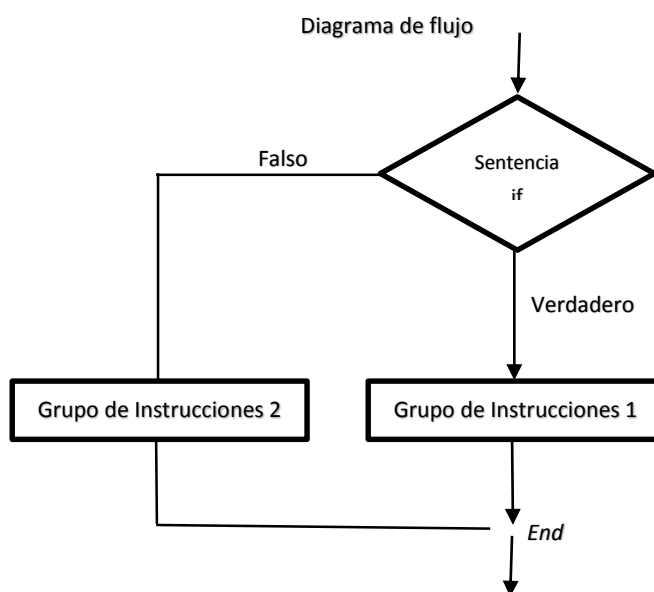 Diagrama de flujo
Falso
Sentencia
if
Verdadero
Grupo de Instrucciones 2
Grupo de Instrucciones 1
End